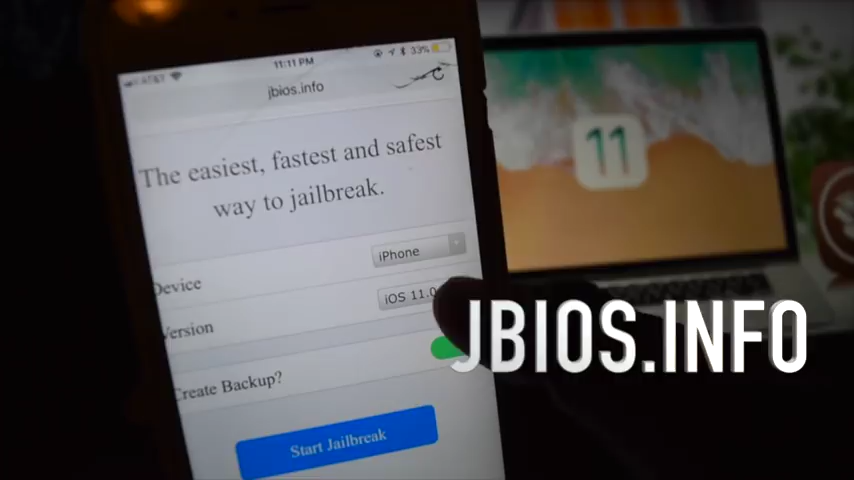 AT&T
11:11 PM
33%
jbios.info
The easiest, fastest and safest
way to jailbreak.
Device
iPhone
Version
iOS 11.0
Create Backup?
Start Jailbreak
11
JBIOS.INFO